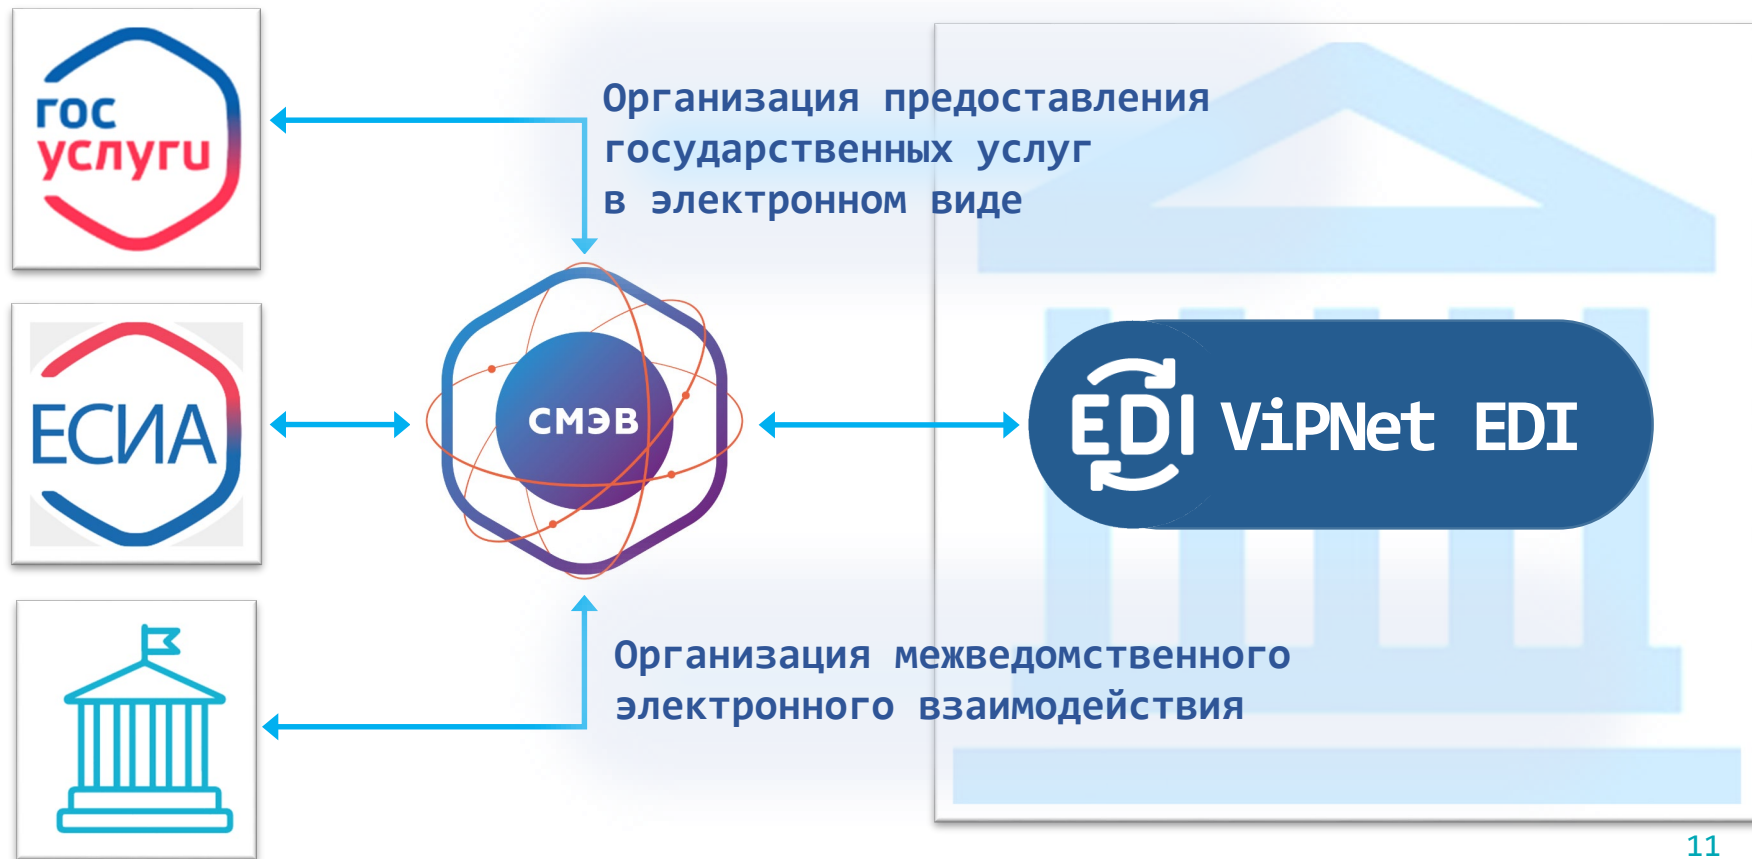 гос
услуги
Организация предоставления
государственных услуг
в электронном виде
ЕСИА
СМЭВ
EDI ViPNet EDI
Организация межведомственного
электронного взаимодействия
11